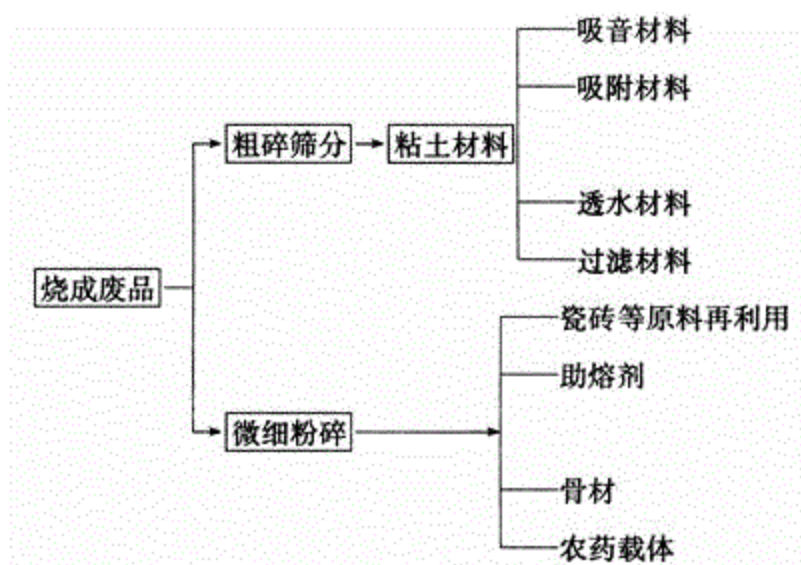 吸音材料
吸附材料
粗碎筛分
粘土材料
透水材料
过滤材料
烧成废品
瓷砖等原料再利用
助熔剂
微细粉碎
骨材
农药载体